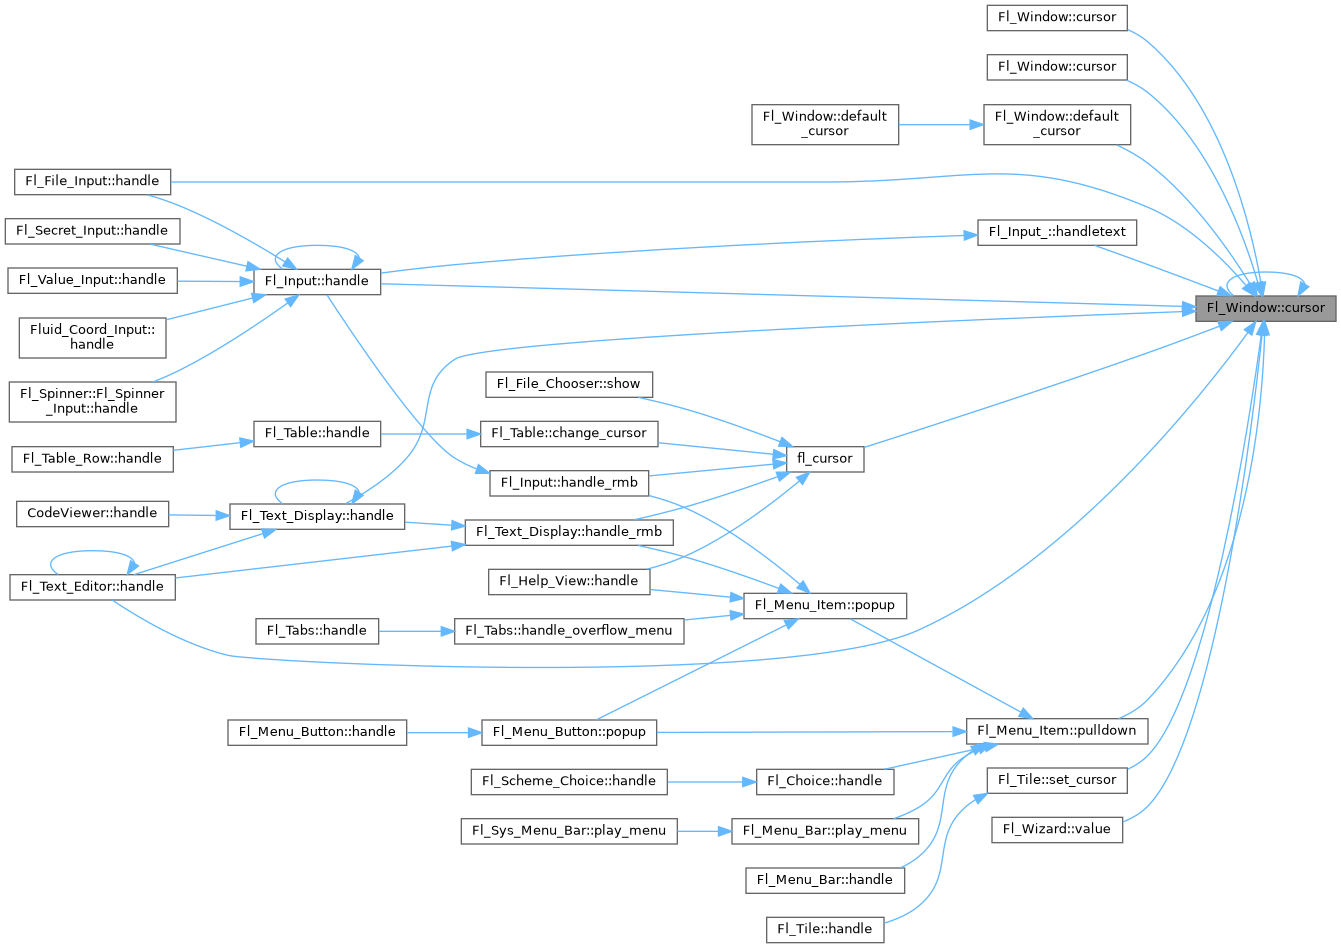 Fl_Window::cursor
Fl_Window::cursor
Fl_Window::default
_cursor
Fl_Window::default
_cursor
Fl_File_Input::handle
Fl_Secret_Input::handle
Fl_Input_::handletext
Fl_Value_Input::handle
Fl_Input::handle
Fl_Window::cursor
Fluid_Coord_Input::
handle
Fl_Spinner::Fl_Spinner
_Input::handle
Fl_File_Chooser::show
Fl_Table::handle
Fl_Table::change_cursor
Fl_Table_Row::handle
fl_cursor
Fl_Input::handle_rmb
CodeViewer::handle
Fl_Text_Display::handle
Fl_Text_Display::handle_rmb
Fl_Text_Editor::handle
Fl_Help_View::handle
Fl_Menu_Item::popup
Fl_Tabs::handle
Fl_Tabs::handle_overflow_menu
Fl_Menu_Button::handle
Fl_Menu_Button::popup
Fl_Menu_Item::pulldown
Fl_Scheme_Choice::handle
Fl_Choice::handle
Fl_Tile::set_cursor
Fl_Sys_Menu_Bar::play_menu
Fl_Menu_Bar::play_menu
Fl_Wizard::value
Fl_Menu_Bar::handle
Fl_Tile::handle